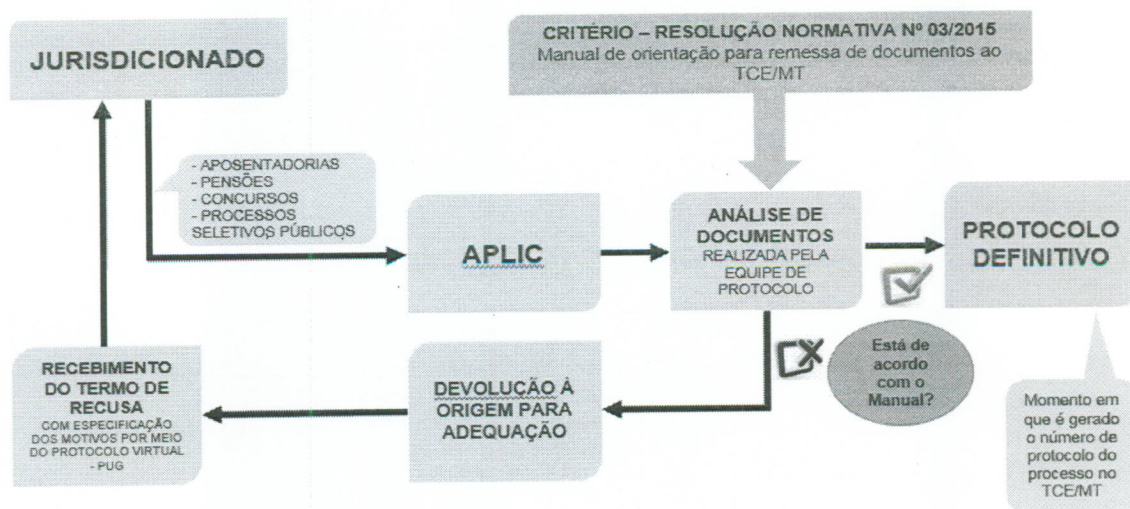 JURISDICIONADO
CRITÉRIO – RESOLUÇÃO NORMATIVA Nº 03/2015
Manual de orientação para remessa de documentos ao
TCE/MT
- APOSENTADORIAS
- PENSÕES
- CONCURSOS
- PROCESSOS
SELETIVOS PÚBLICOS
APLIC
ANÁLISE DE
DOCUMENTOS
REALIZADA PELA
EQUIPE DE
PROTOCOLO
PROTOCOLO
DEFINITIVO
Está de
acordo
com o
Manual?
Momento em
que é gerado
o número de
protocolo do
processo no
TCE/MT
DEVOLUÇÃO À
ORIGEM PARA
ADEQUAÇÃO
RECEBIMENTO
DO TERMO DE
RECUSA
COM ESPECIFICAÇÃO
DOS MOTIVOS POR MEIO
DO PROTOCOLO VIRTUAL
- PUG